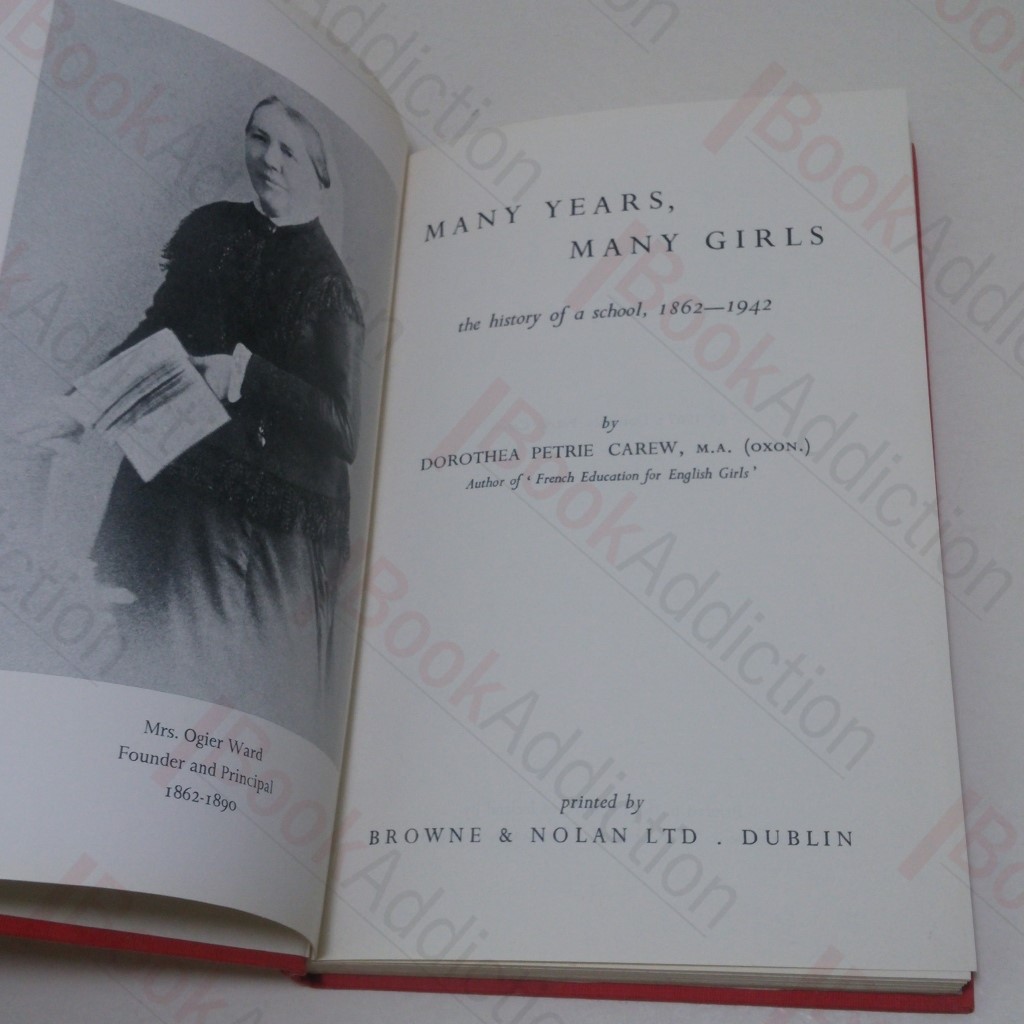 Mrs. Ogier Ward
Founder and Principal
1862-1890
MANY YEARS,
MANY GIRLS
the history of a school, 1862—1942
by
DOROTHEA PETRIE CAREW, M.A. (OXON.)
Author of ‘ French Education for English Girls ’
printed by
BROWNE & NOLAN LTD . DUBLIN
BookAddiction